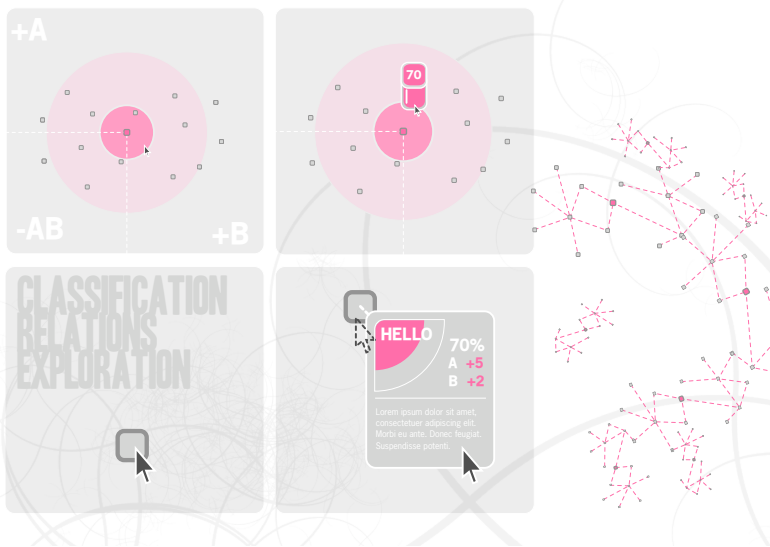 +A
-AB
+B
70
CLASSIFICATION
RELATIONS
EXPLORATION
HELLO
70%
A +5
B +2
Lorem ipsum dolor sit amet,
consectetuer adipiscing elit.
Morbi eu ante. Donec feugiat.
Suspendisse potenti.